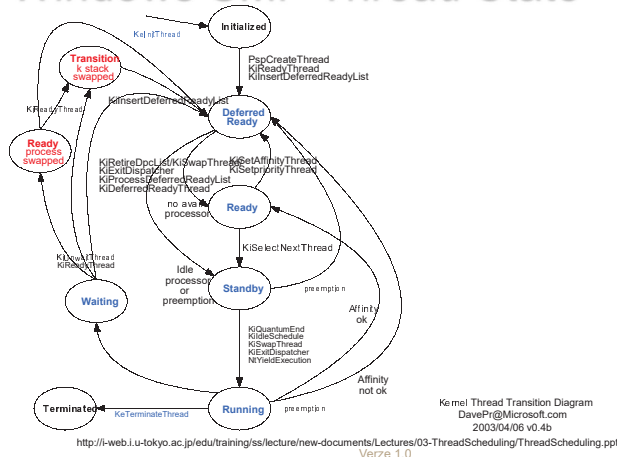 KeInitThread
Initialized
PspCreateThread
KiReadyThread
KiInsertDeferredReadyList
Transition
k stack
swapped
KiInsertDeferredReadyList
KiReadyThread
Deferred
Ready
Ready
process
swapped
KiRetireDpcList/KiSwapThread
KiExitDispatcher
KiProcessDeferredReadyList
KiDeferredReadyThread
KiSetAffinityThread
KiSetpriorityThread
no avail.
processor
Ready
KiSelectNextThread
KiUnwaitThread
KiReadyThread
Idle
processor
or
preemption
Standby
preemption
Waiting
Affinity
ok
KiQuantumEnd
KiIdleSchedule
KiSwapThread
KiExitDispatcher
NtYieldExecution
Affinity
not ok
Terminated
KeTerminateThread
Running
preemption
Kernel Thread Transition Diagram
DavePr@Microsoft.com
2003/04/06 v0.4b
http://i-web.i.u-tokyo.ac.jp/edu/training/ss/lecture/new-documents/Lectures/03-ThreadScheduling/ThreadScheduling.ppt
Verze 1.0